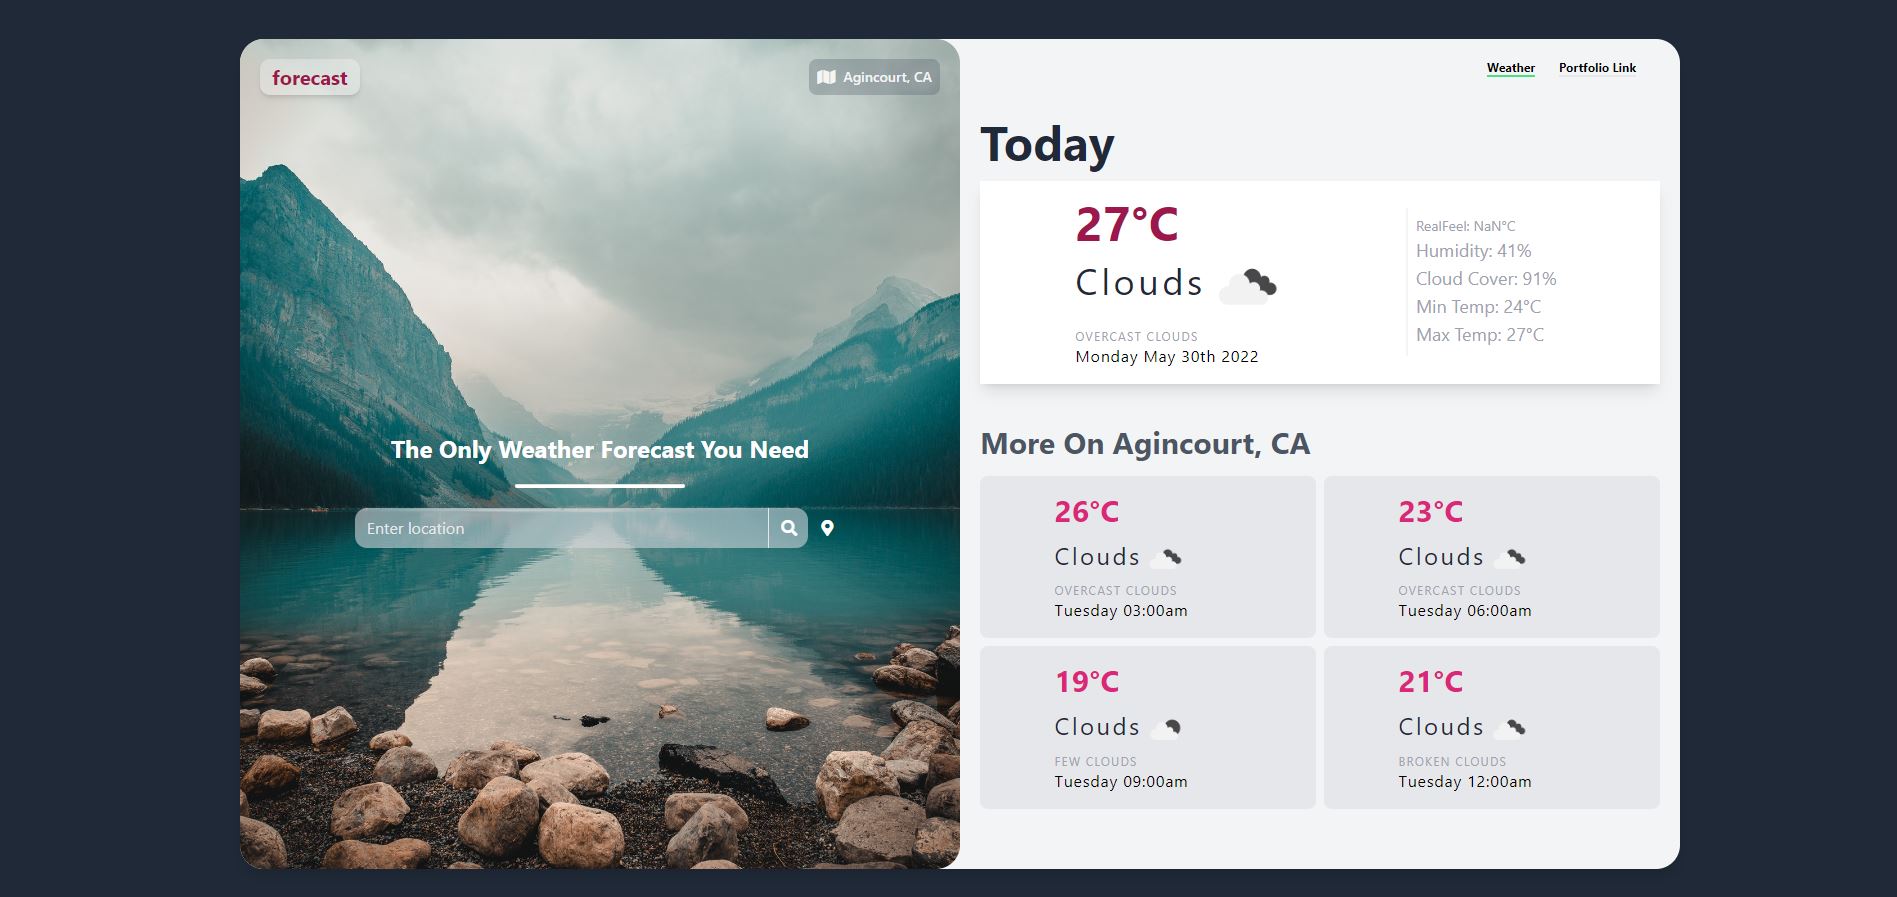 forecast
Agincourt, CA
The Only Weather Forecast You Need
Enter location
Weather
Portfolio Link
Today
27°C
Clouds
OVERCAST CLOUDS
Monday May 30th 2022
RealFeel: NaN°C
Humidity: 41%
Cloud Cover: 91%
Min Temp: 24°C
Max Temp: 27°C
More On Agincourt, CA
26°C
Clouds
OVERCAST CLOUDS
Tuesday 03:00am
23°C
Clouds
OVERCAST CLOUDS
Tuesday 06:00am
19°C
Clouds
FEW CLOUDS
Tuesday 09:00am
21°C
Clouds
BROKEN CLOUDS
Tuesday 12:00am